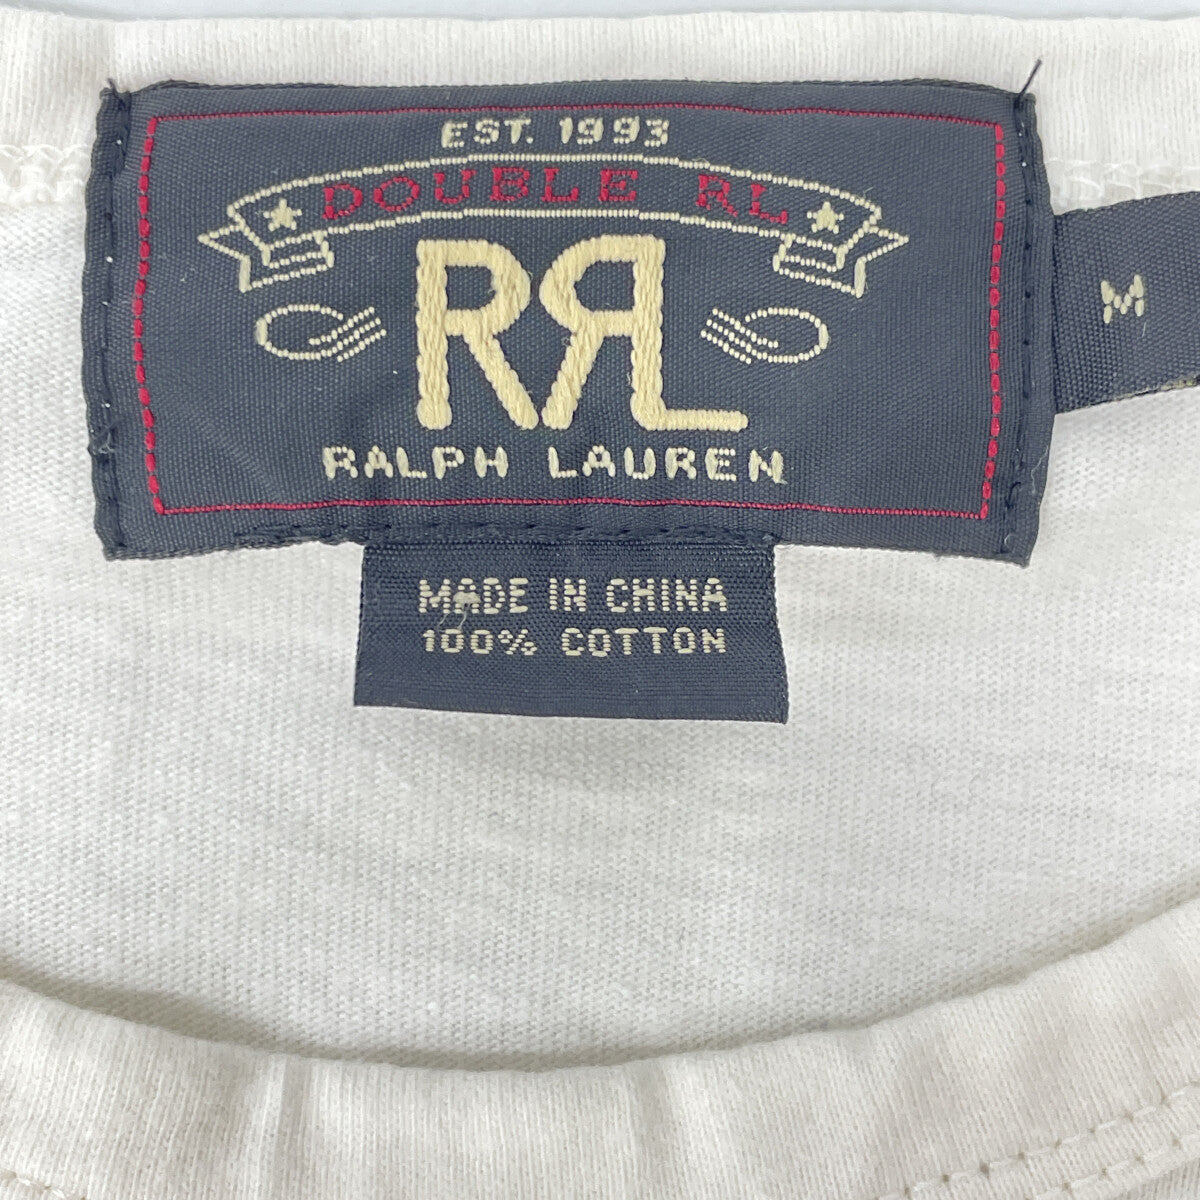 EST. 1993
DOUBLE RL
RRL
RALPH LAUREN
M
MADE IN CHINA
100% COTTON